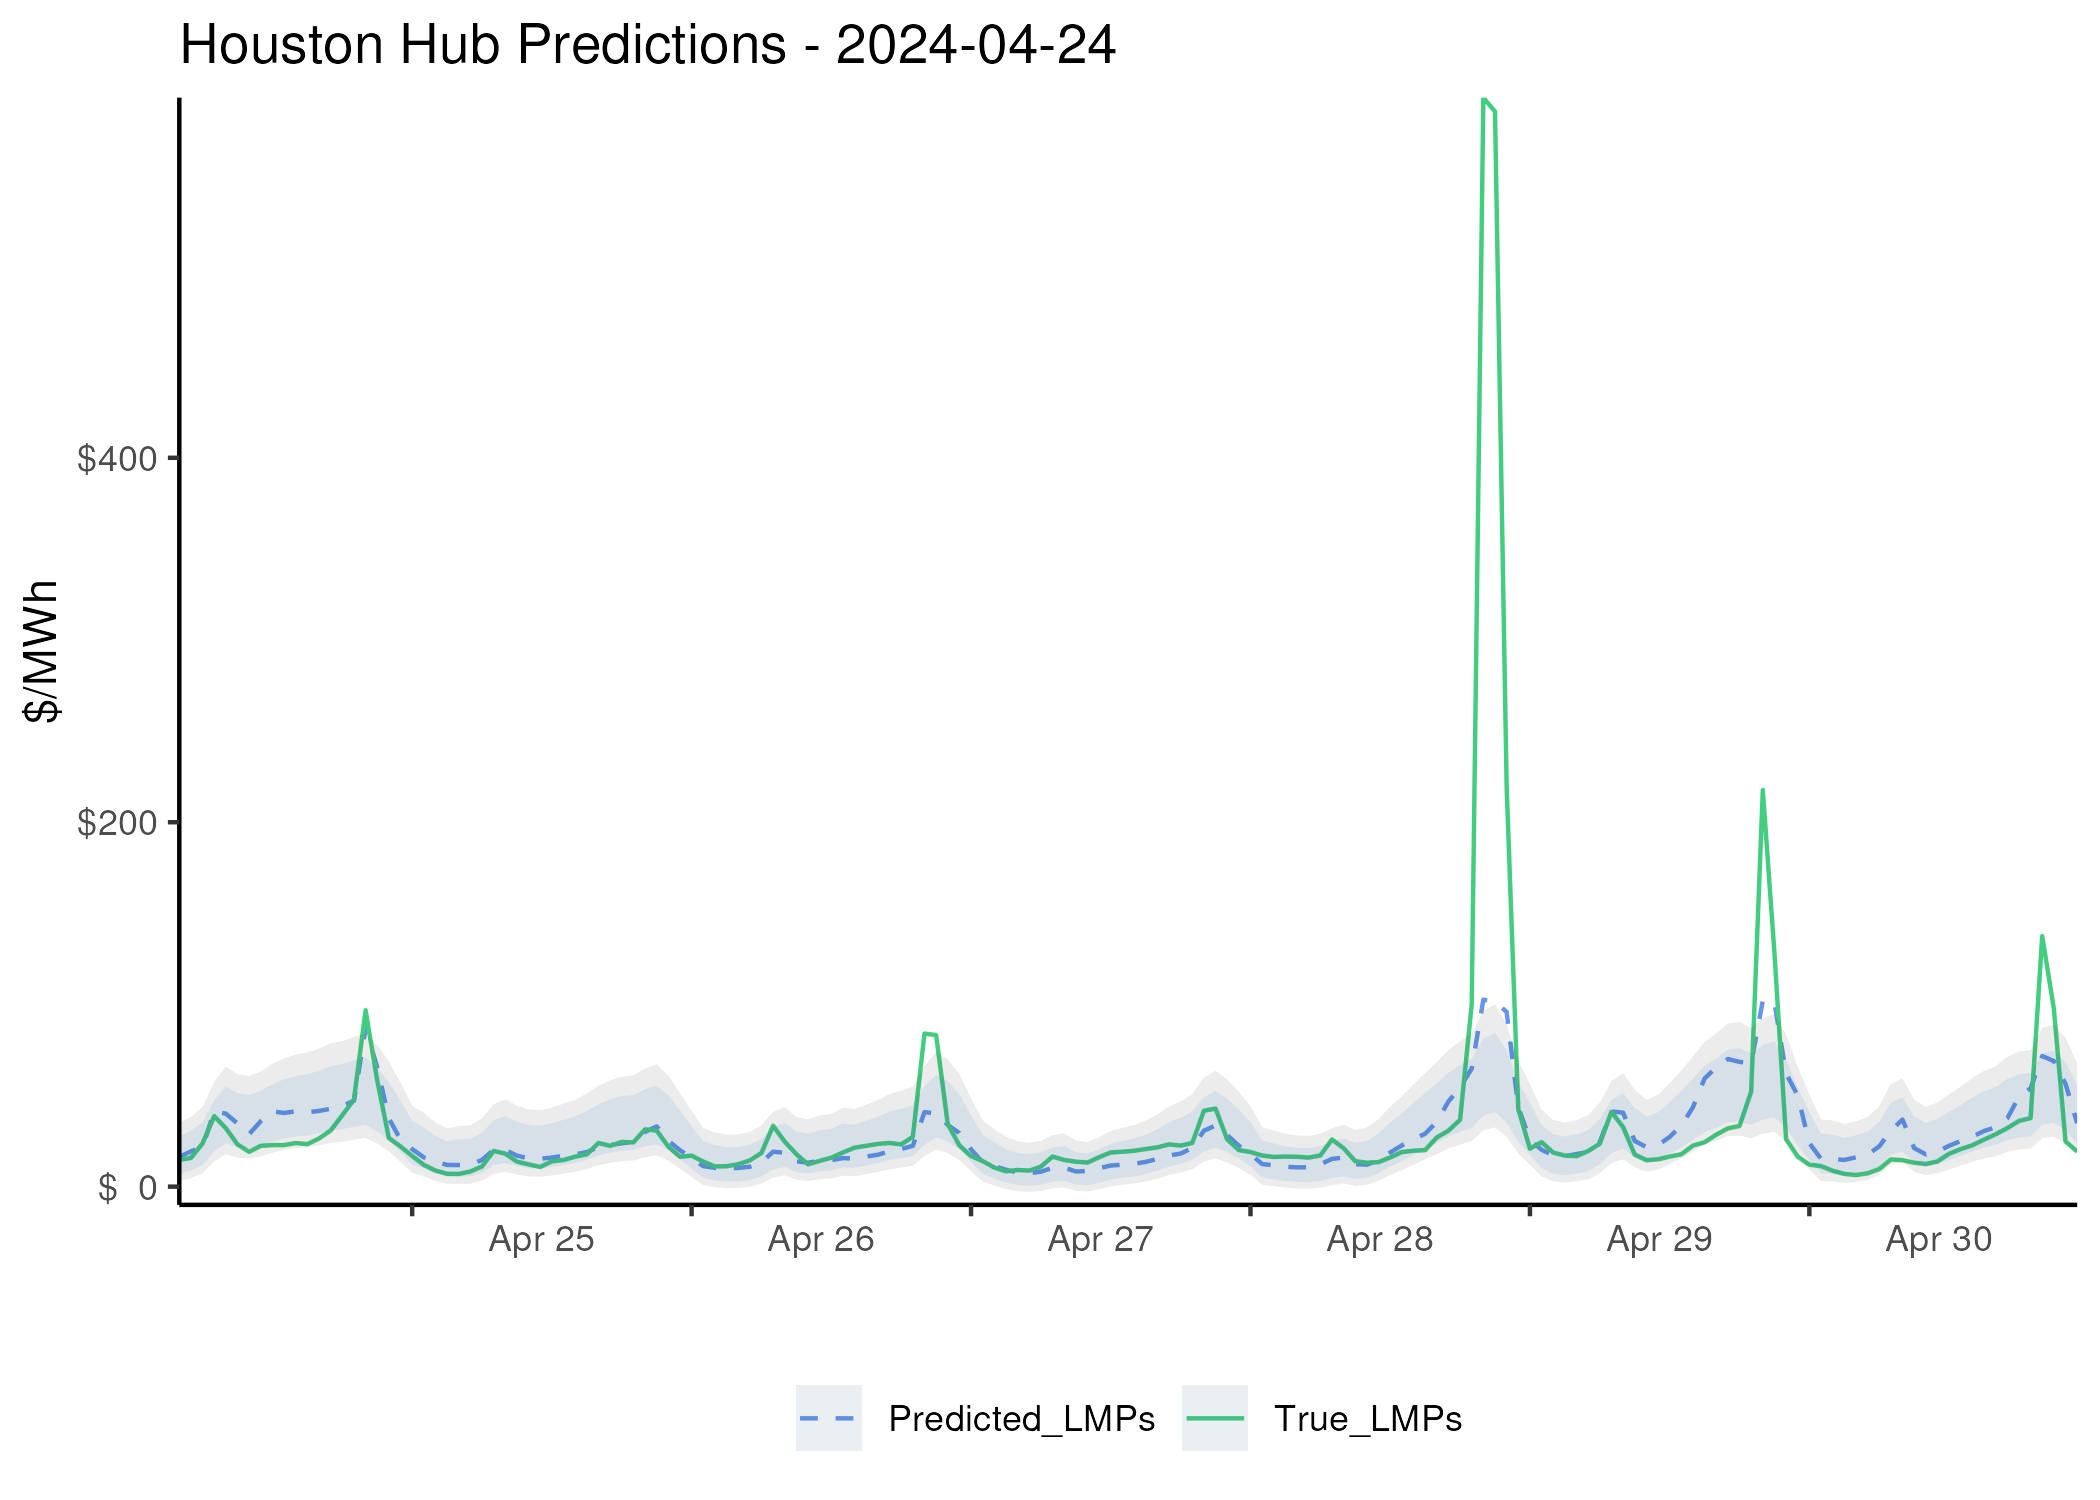 Houston Hub Predictions - 2024-04-24
$/MWh
$400
$200
$ 0
Apr 25 Apr 26 Apr 27 Apr 28 Apr 29 Apr 30
Predicted_LMPs True_LMPs